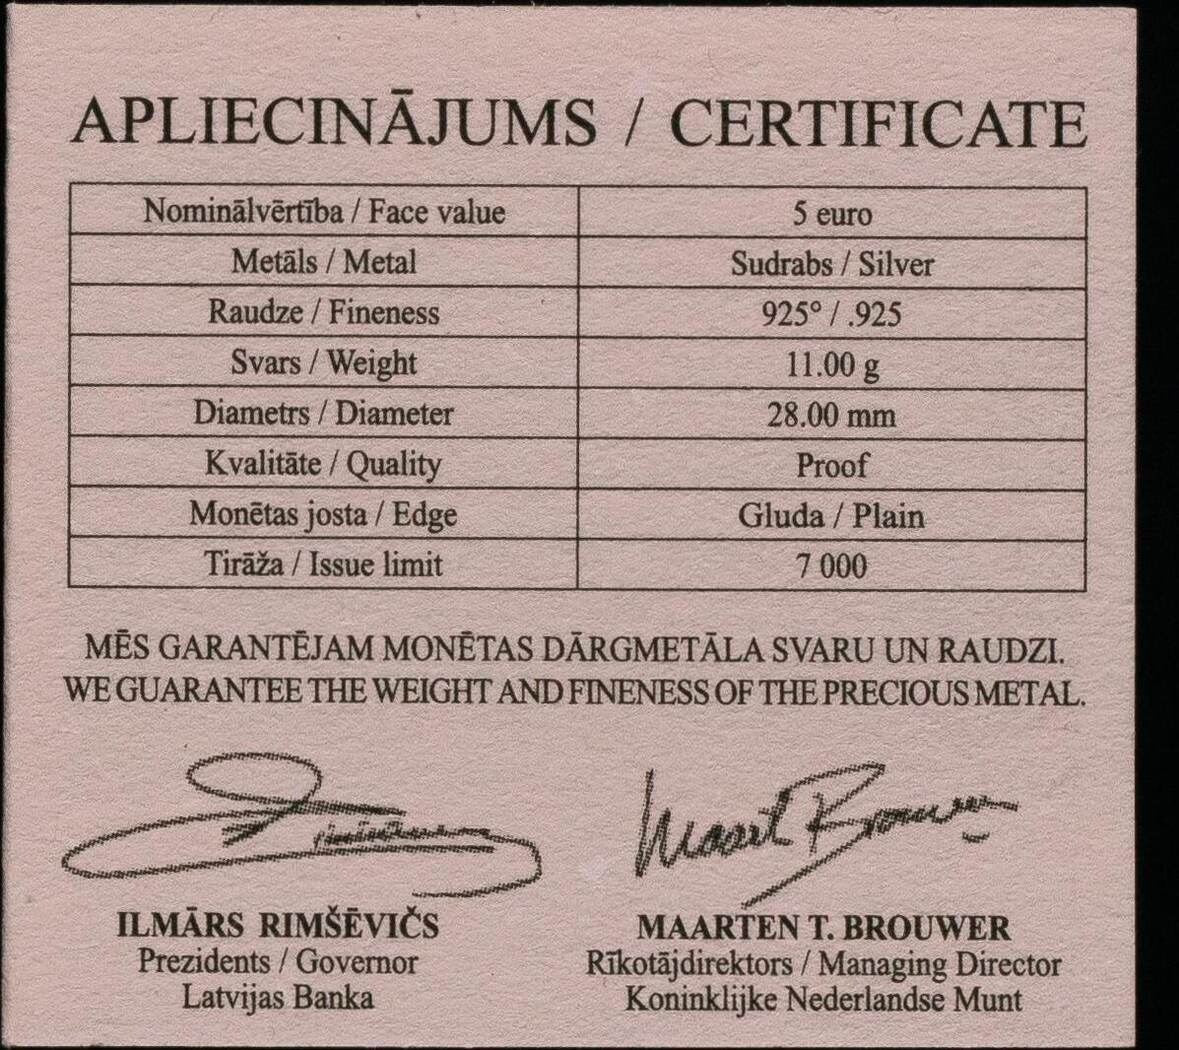 APLIECINĀJUMS / CERTIFICATE
Nominālvērtība / Face value 5 euro
Metāls / Metal Sudrabs / Silver
Raudze / Fineness 925° / .925
Svars / Weight 11.00 g
Diametrs / Diameter 28.00 mm
Kvalitāte / Quality Proof
Monētas josta / Edge Gluda / Plain
Tirāža / Issue limit 7 000
MĒS GARANTĒJAM MONĒTAS DĀRGMETĀLA SVARU UN RAUDZI.
WE GUARANTEE THE WEIGHT AND FINENESS OF THE PRECIOUS METAL.
Maarten Brouwer
ILMĀRS RIMŠĒVIČS MAARTEN T. BROUWER
Prezidents / Governor Rīkotājdirektors / Managing Director
Latvijas Banka Koninklijke Nederlandse Munt